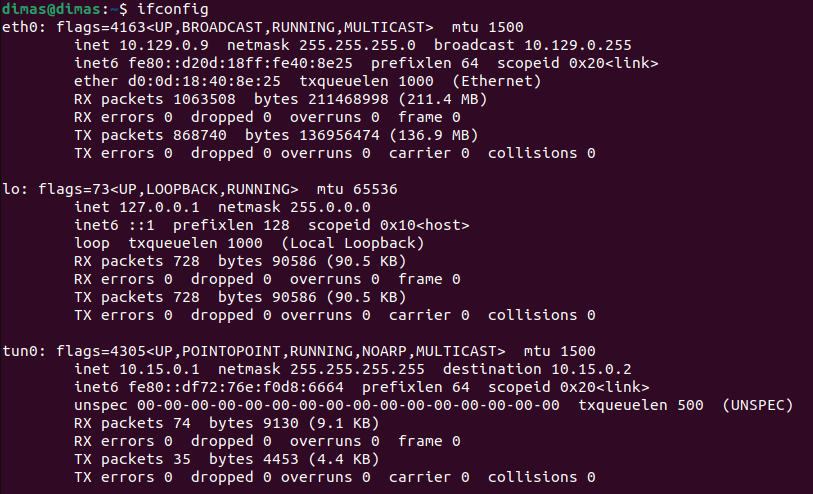 dimas@dimas:~$ ifconfig
eth0: flags=4163<UP,BROADCAST,RUNNING,MULTICAST>  mtu 1500
        inet 10.129.0.9  netmask 255.255.255.0  broadcast 10.129.0.255
        inet6 fe80::d20d:18ff:fe40:8e25  prefixlen 64  scopeid 0x20<link>
        ether d0:0d:18:40:8e:25  txqueuelen 1000  (Ethernet)
        RX packets 1063508  bytes 211468998 (211.4 MB)
        RX errors 0  dropped 0  overruns 0  frame 0
        TX packets 868740  bytes 136956474 (136.9 MB)
        TX errors 0  dropped 0 overruns 0  carrier 0  collisions 0

lo: flags=73<UP,LOOPBACK,RUNNING>  mtu 65536
        inet 127.0.0.1  netmask 255.0.0.0
        inet6 ::1  prefixlen 128  scopeid 0x10<host>
        loop  txqueuelen 1000  (Local Loopback)
        RX packets 728  bytes 90586 (90.5 KB)
        RX errors 0  dropped 0  overruns 0  frame 0
        TX packets 728  bytes 90586 (90.5 KB)
        TX errors 0  dropped 0 overruns 0  carrier 0  collisions 0

tun0: flags=4305<UP,POINTOPOINT,RUNNING,NOARP,MULTICAST>  mtu 1500
        inet 10.15.0.1  netmask 255.255.255.255  destination 10.15.0.2
        inet6 fe80::df72:76e:f0d8:6664  prefixlen 64  scopeid 0x20<link>
        unspec 00-00-00-00-00-00-00-00-00-00-00-00-00-00-00-00  txqueuelen 500  (UNSPEC)
        RX packets 74  bytes 9130 (9.1 KB)
        RX errors 0  dropped 0  overruns 0  frame 0
        TX packets 35  bytes 4453 (4.4 KB)
        TX errors 0  dropped 0 overruns 0  carrier 0  collisions 0